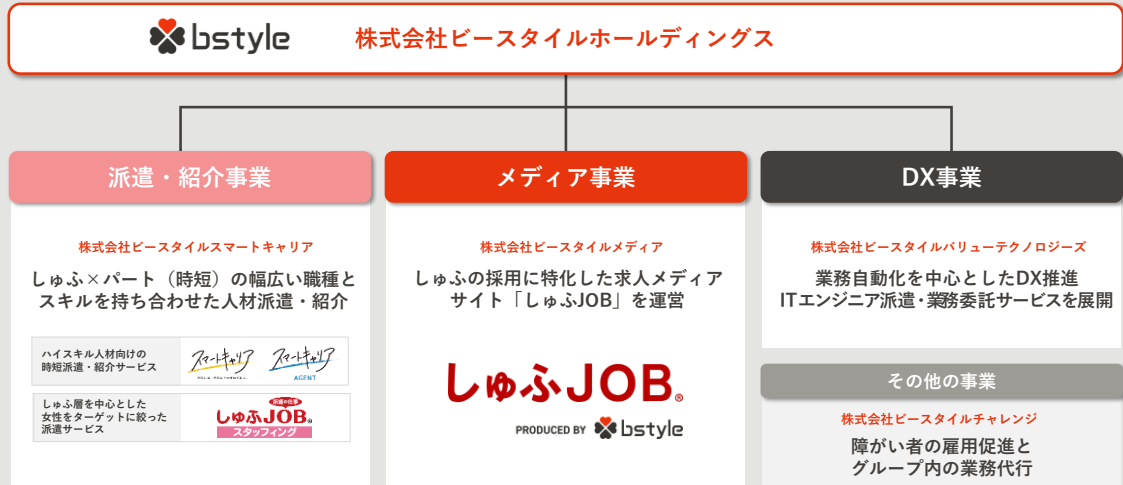 bstyle 株式会社ビースタイルホールディングス
派遣・紹介事業
株式会社ビースタイルスマートキャリア
しゅふ×パート（時短）の幅広い職種と
スキルを持ち合わせた人材派遣・紹介
ハイスキル人材向けの
時短派遣・紹介サービス
スマートキャリア
スマートキャリア
AGENT
しゅふ層を中心とした
女性をターゲットに絞った
派遣サービス
派遣の仕事
しゅふJOB®
スタッフィング
メディア事業
株式会社ビースタイルメディア
しゅふの採用に特化した求人メディア
サイト「しゅふJOB」を運営
しゅふJOB®
PRODUCED BY bstyle
DX事業
株式会社ビースタイルバリューテクノロジーズ
業務自動化を中心としたDX推進
ITエンジニア派遣・業務委託サービスを展開
その他の事業
株式会社ビースタイルチャレンジ
障がい者の雇用促進と
グループ内の業務代行